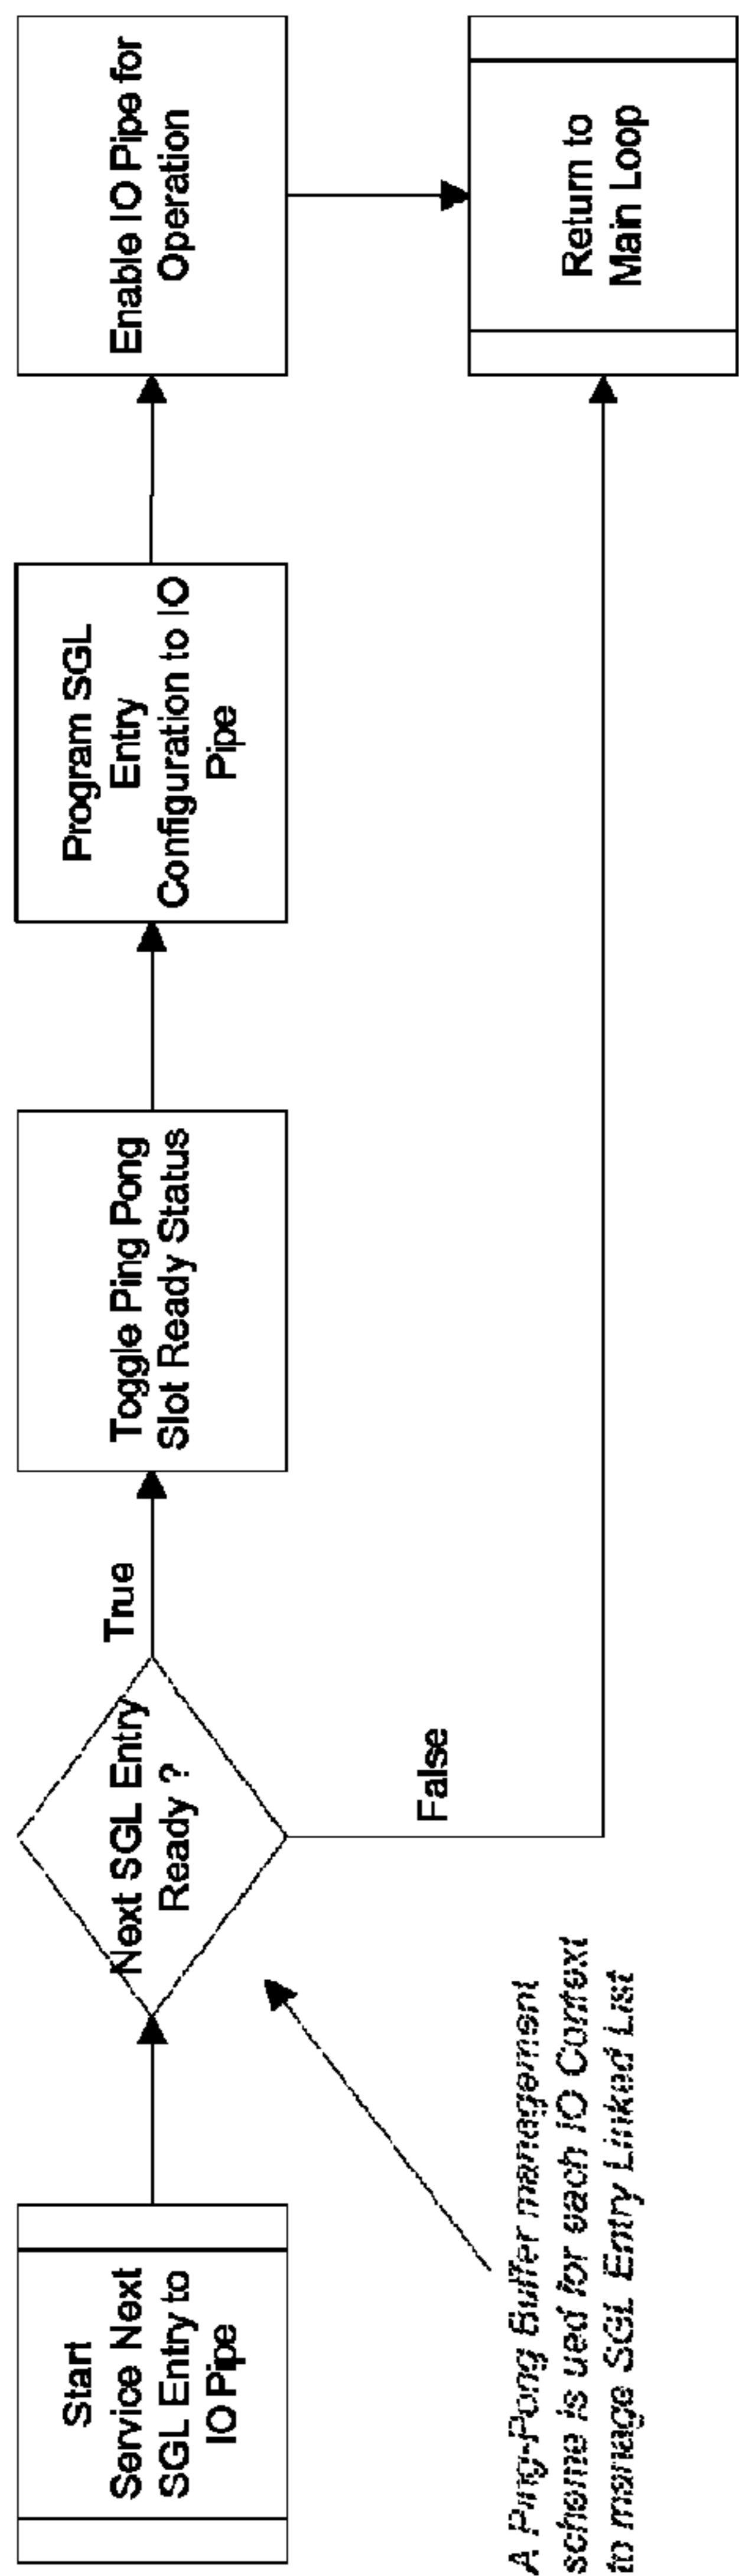 Start
Service Next
SGL Entry to
IO Pipe
Next SGL Entry
Ready ?
True
False
Toggle Ping Pong
Slot Ready Status
Program SGL
Entry
Configuration to IO
Pipe
Enable IO Pipe for
Operation
Return to
Main Loop
A Ping-Pong Buffer management
scheme is ued for each IO Context
to manage SGL Entry Linked List